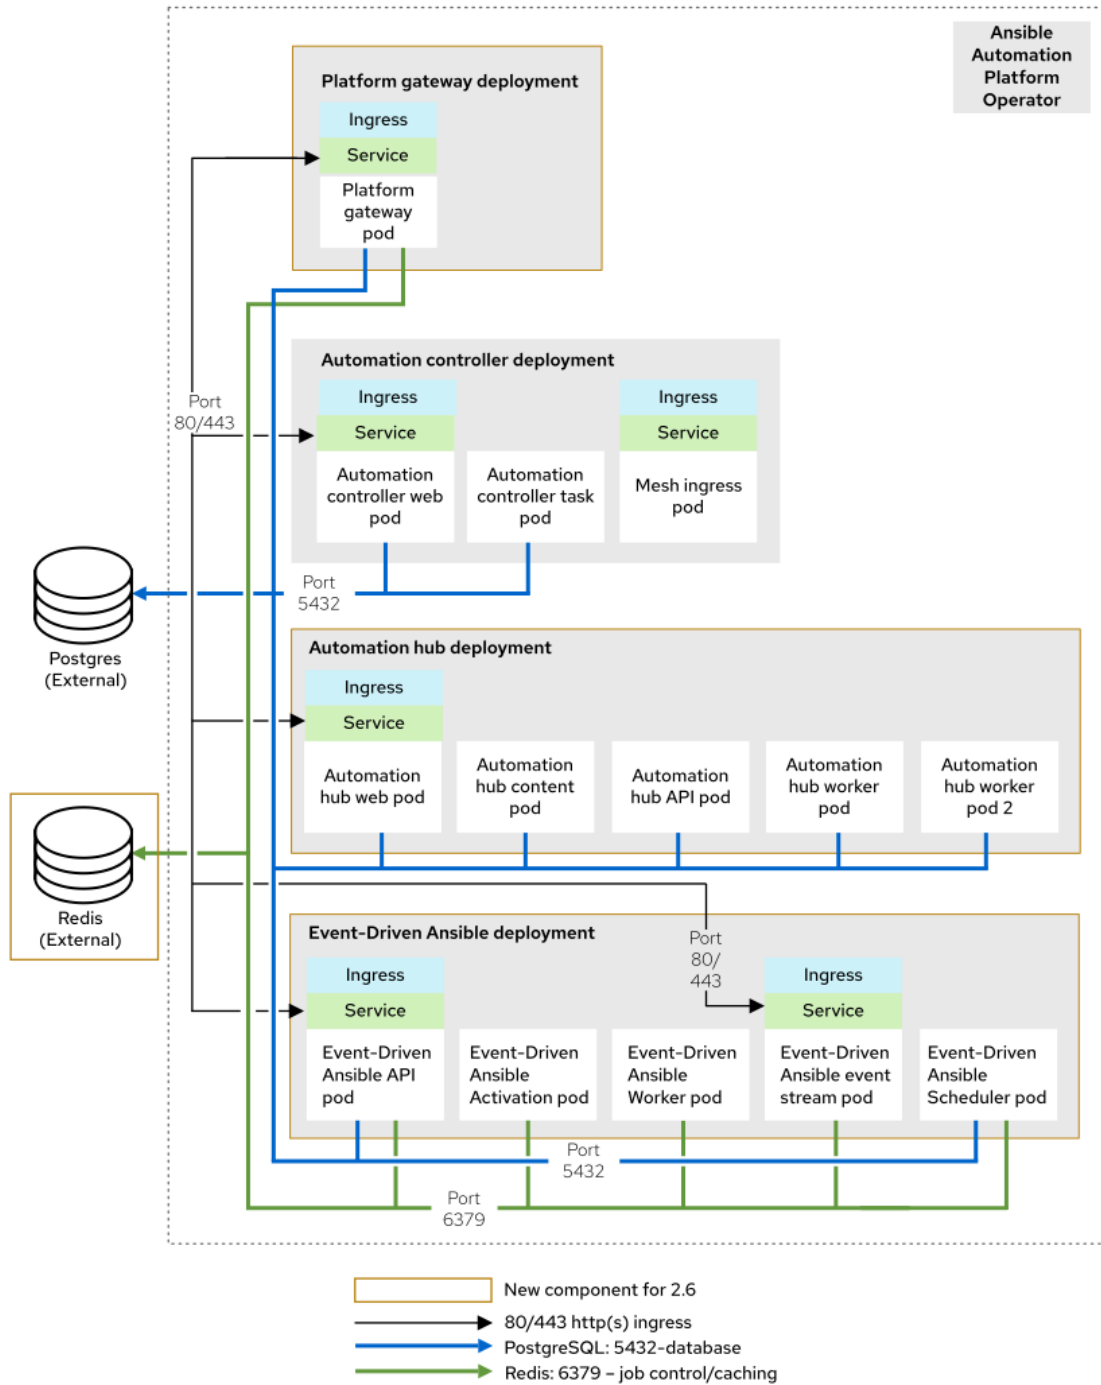 Ansible
Automation
Platform
Operator
Platform gateway deployment
Ingress
Service
Platform
gateway
pod
Automation controller deployment
Ingress
Service
Automation
controller web
pod
Automation
controller task
pod
Ingress
Service
Mesh ingress
pod
Port
80/443
Port
5432
Postgres
(External)
Automation hub deployment
Ingress
Service
Automation
hub web pod
Automation
hub content
pod
Automation
hub API pod
Automation
hub worker
pod
Automation
hub worker
pod 2
Redis
(External)
Event-Driven Ansible deployment
Port
80/
443
Ingress
Service
Event-Driven
Ansible API
pod
Event-Driven
Ansible
Activation pod
Event-Driven
Ansible
Worker pod
Ingress
Service
Event-Driven
Ansible event
stream pod
Event-Driven
Ansible
Scheduler pod
Port
5432
Port
6379
New component for 2.6
80/443 http(s) ingress
PostgreSQL: 5432-database
Redis: 6379 – job control/caching